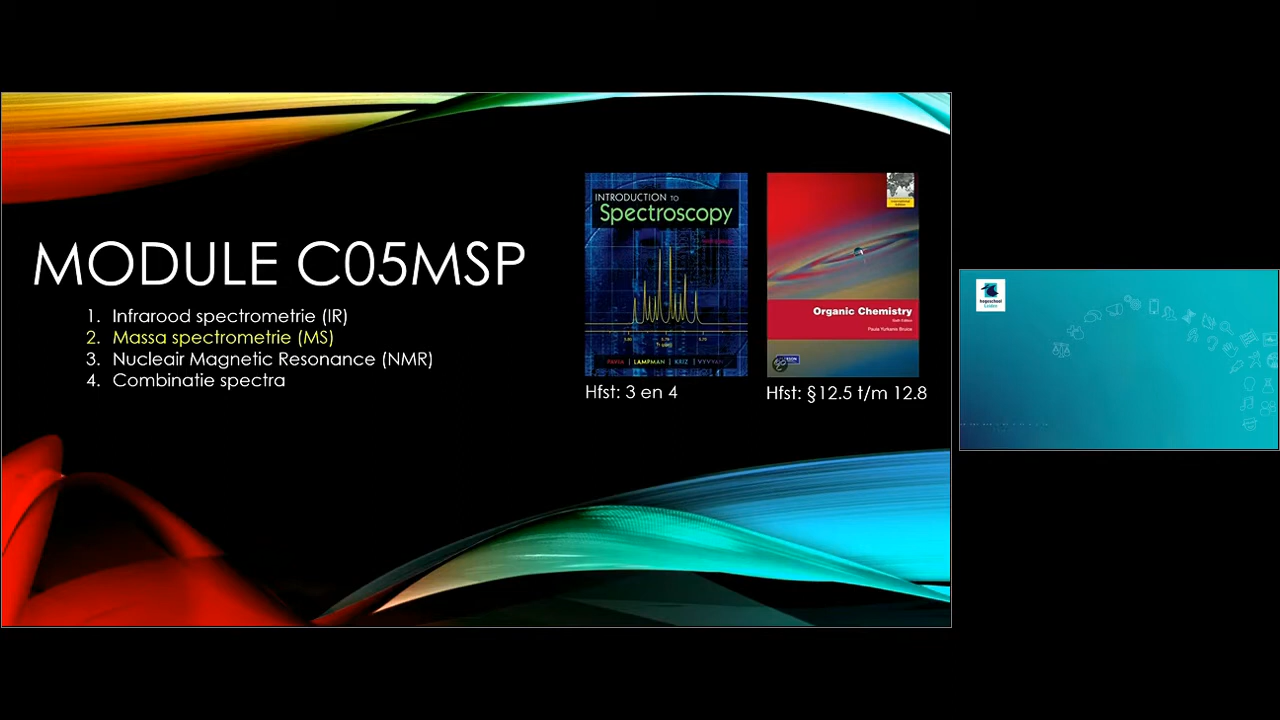 MODULE C05MSP
1. Infrarood spectrometrie (IR)
2. Massa spectrometrie (MS)
3. Nucleair Magnetic Resonance (NMR)
4. Combinatie spectra
INTRODUCTION TO
Spectroscopy
PAVIA | LAMPMAN | KRIZ | VYVYAN
Hfst: 3 en 4
Organic Chemistry
Paula Yurkanis Bruice
Hfst: §12.5 t/m 12.8
hogeschool
Leiden